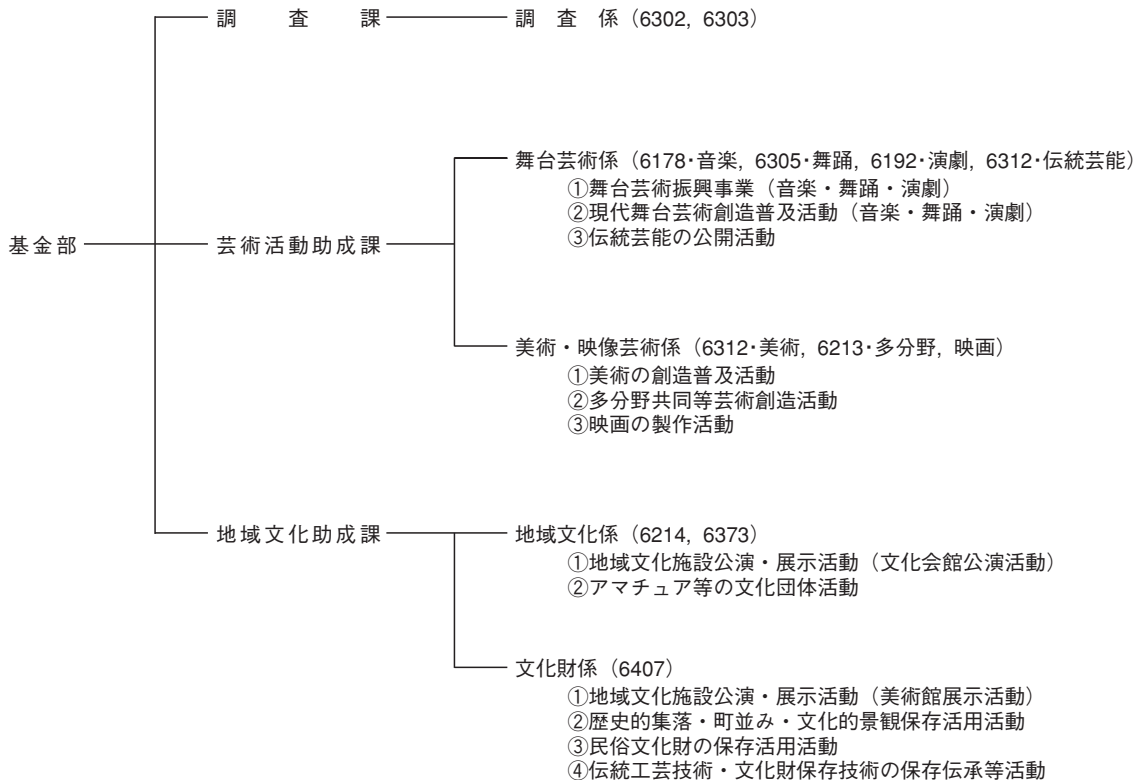 調査課
調査係（6302, 6303）
舞台芸術係（6178･音楽, 6305･舞踊, 6192･演劇, 6312･伝統芸能）
①舞台芸術振興事業（音楽・舞踊・演劇）
②現代舞台芸術創造普及活動（音楽・舞踊・演劇）
③伝統芸能の公開活動
基金部
芸術活動助成課
美術・映像芸術係（6312･美術, 6213･多分野, 映画）
①美術の創造普及活動
②多分野共同等芸術創造活動
③映画の製作活動
地域文化助成課
地域文化係（6214, 6373）
①地域文化施設公演・展示活動（文化会館公演活動）
②アマチュア等の文化団体活動
文化財係（6407）
①地域文化施設公演・展示活動（美術館展示活動）
②歴史的集落・町並み・文化的景観保存活用活動
③民俗文化財の保存活用活動
④伝統工芸技術・文化財保存技術の保存伝承等活動